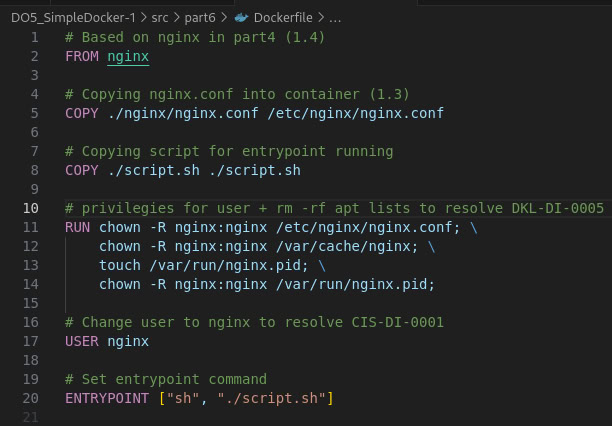 DO5_SimpleDocker-1 > src > part6 > Dockerfile > ...
1 # Based on nginx in part4 (1.4)
2 FROM nginx
3
4 # Copying nginx.conf into container (1.3)
5 COPY ./nginx/nginx.conf /etc/nginx/nginx.conf
6
7 # Copying script for entrypoint running
8 COPY ./script.sh ./script.sh
9
10 # privilegies for user + rm -rf apt lists to resolve DKL-DI-0005
11 RUN chown -R nginx:nginx /etc/nginx/nginx.conf; \
12 chown -R nginx:nginx /var/cache/nginx; \
13 touch /var/run/nginx.pid; \
14 chown -R nginx:nginx /var/run/nginx.pid;
15
16 # Change user to nginx to resolve CIS-DI-0001
17 USER nginx
18
19 # Set entrypoint command
20 ENTRYPOINT ["sh", "./script.sh"]
21